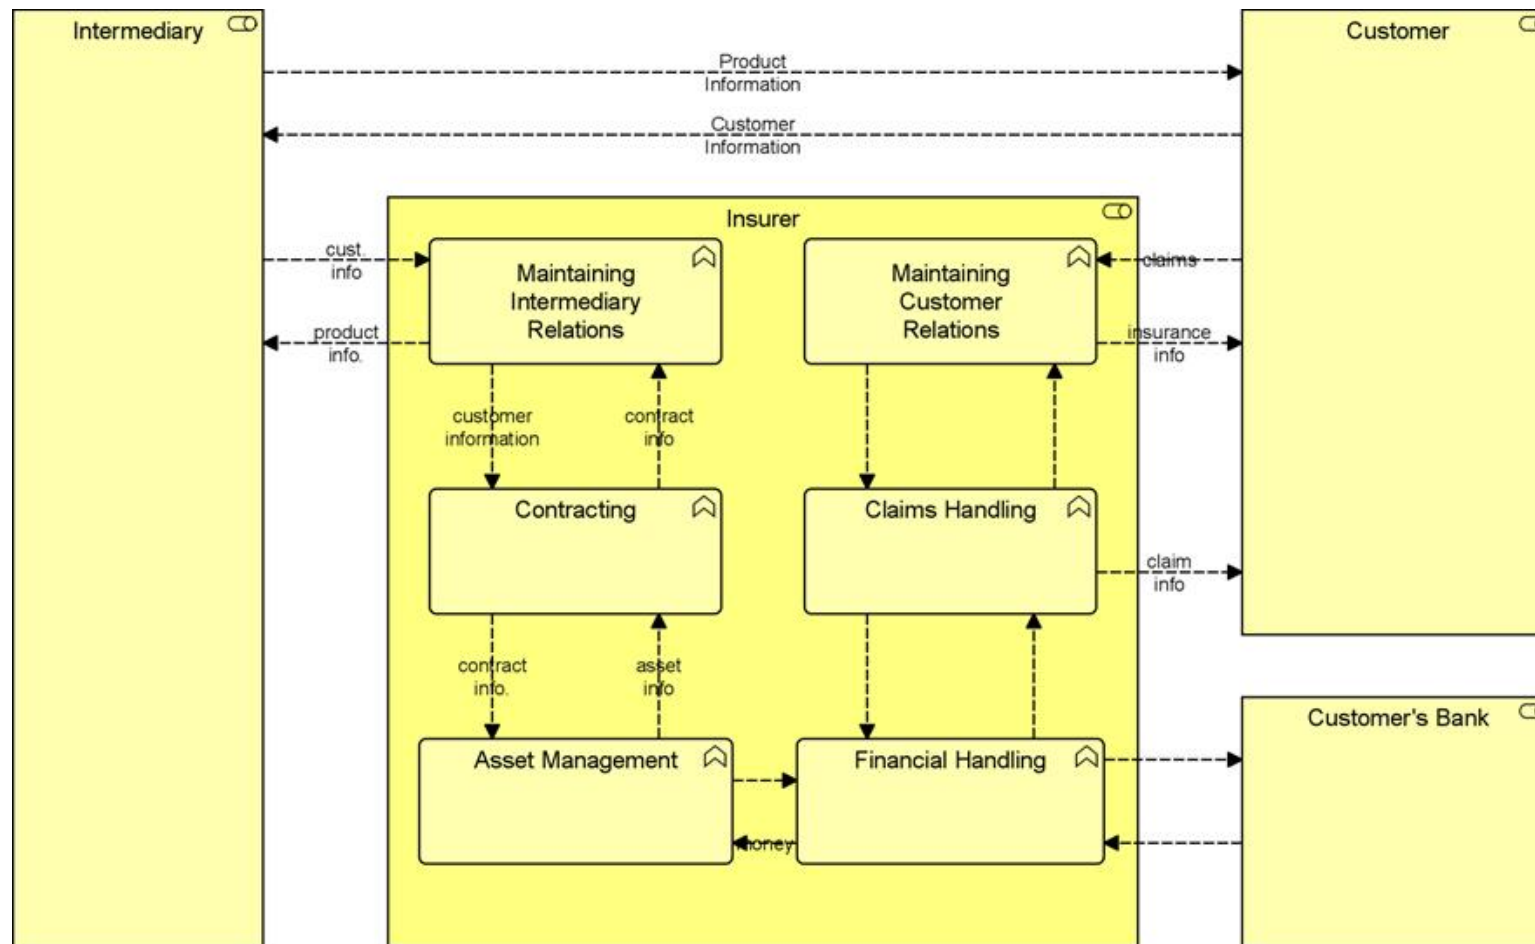 Intermediary
Customer
Product
Information
Customer
Information
Insurer
cust.
info
Maintaining
Intermediary
Relations
Maintaining
Customer
Relations
claims
product
info.
insurance
info
customer
information
contract
info
Contracting
Claims Handling
claim
info
contract
info.
asset
info
Customer's Bank
Asset Management
Financial Handling
money